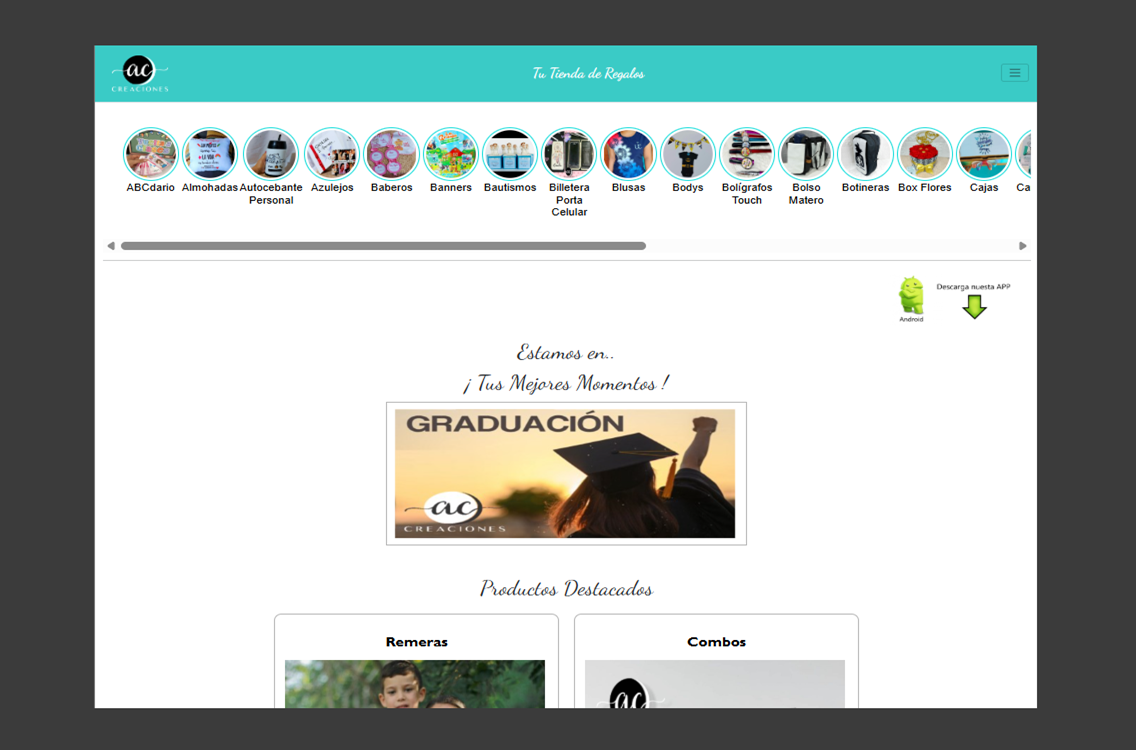 ac
CREACIONES
Tu Tienda de Regalos
ABCdario
Almohadas
Autocebante
Personal
Azulejos
Baberos
Banners
Bautismos
Billetera
Porta
Celular
Blusas
Bodys
Bolígrafos
Touch
Bolso
Matero
Botineras
Box Flores
Cajas
Ca
Android
Descarga nuesta APP
Estamos en..
¡ Tus Mejores Momentos !
GRADUACIÓN
ac
CREACIONES
Productos Destacados
Remeras
Combos
ac